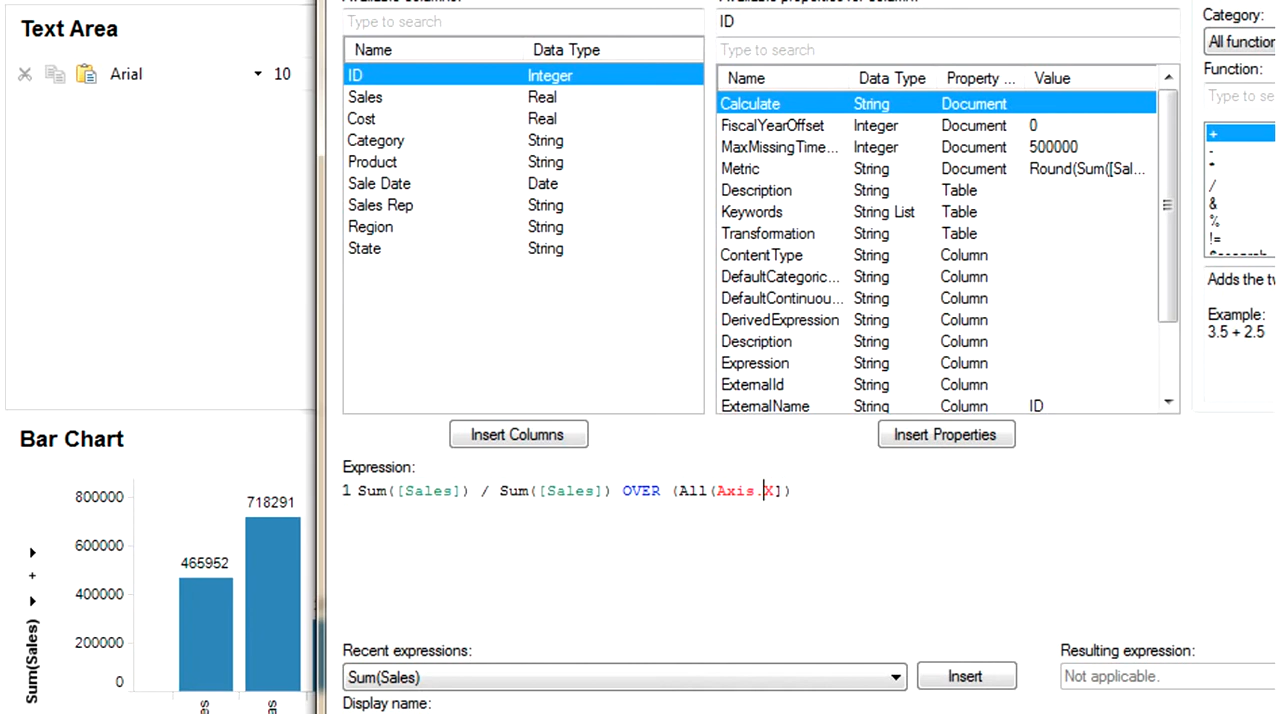 Text Area
Arial 10
Type to search
Name Data Type
ID Integer
Sales Real
Cost Real
Category String
Product String
Sale Date Date
Sales Rep String
Region String
State String
Insert Columns
ID
Type to search
Name Data Type Property ... Value
Calculate String Document
FiscalYearOffset Integer Document 0
MaxMissingTime... Integer Document 500000
Metric String Document Round(Sum([Sal...
Description String Table
Keywords String List Table
Transformation String Table
ContentType String Column
DefaultCategoric... String Column
DefaultContinuou... String Column
DerivedExpression String Column
Description String Column
Expression String Column
ExternalId String Column
ExternalName String Column ID
Insert Properties
Category:
All function
Function:
Type to se
+
-
*
/
&
%
!=
Adds the tw
Example:
3.5 + 2.5
Bar Chart
800000
600000
400000
200000
0
718291
465952
+
Sum(Sales)
es
as
Expression:
1 Sum([Sales]) / Sum([Sales]) OVER (All(Axis.X])
Recent expressions:
Sum(Sales)
Insert
Display name:
Resulting expression:
Not applicable.